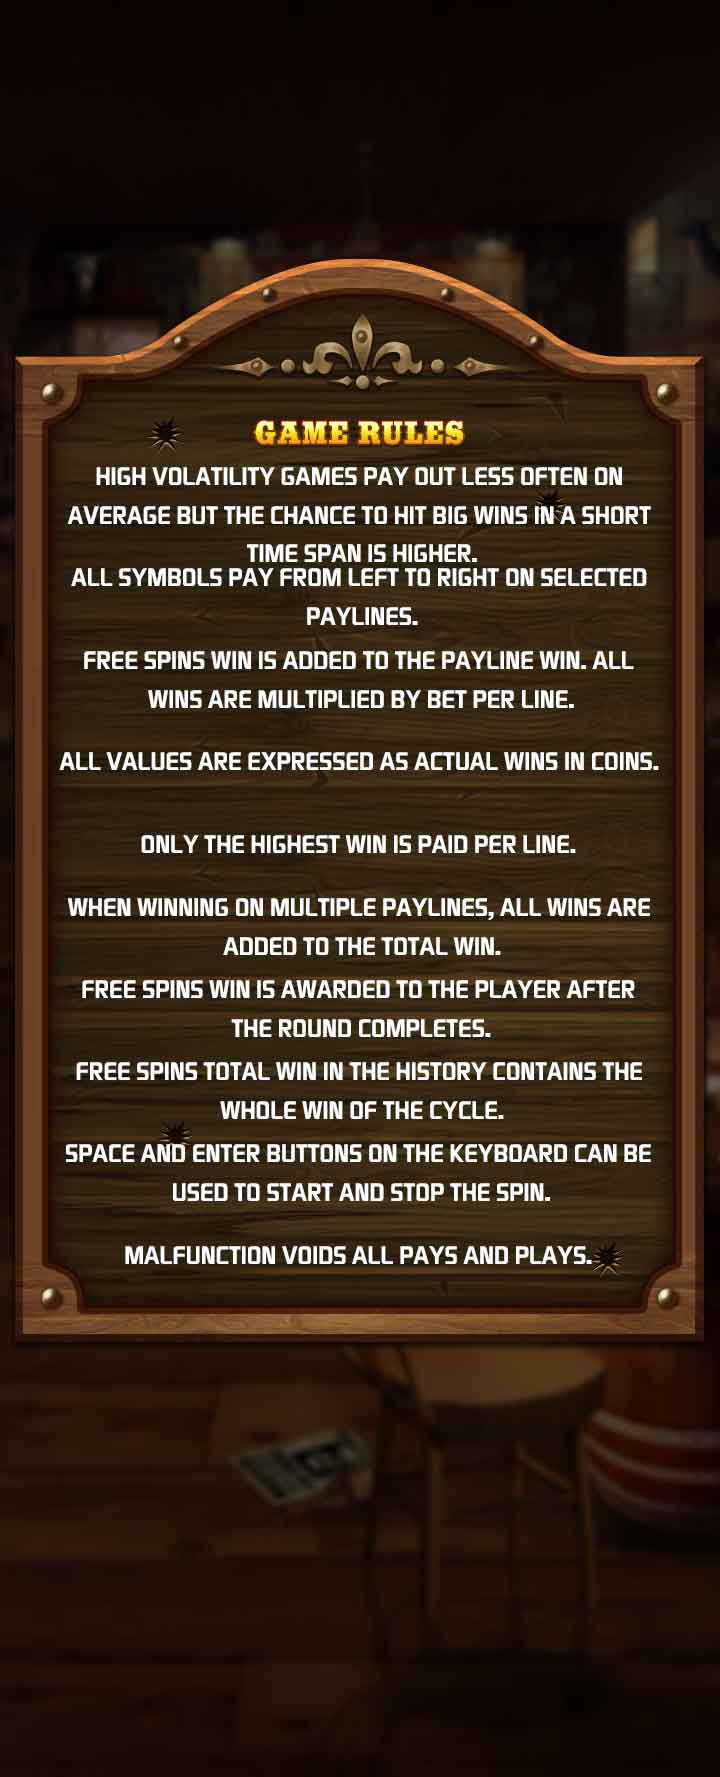 GAME RULES
HIGH VOLATILITY GAMES PAY OUT LESS OFTEN ON
AVERAGE BUT THE CHANCE TO HIT BIG WINS IN A SHORT
TIME SPAN IS HIGHER.
ALL SYMBOLS PAY FROM LEFT TO RIGHT ON SELECTED
PAYLINES.
FREE SPINS WIN IS ADDED TO THE PAYLINE WIN. ALL
WINS ARE MULTIPLIED BY BET PER LINE.
ALL VALUES ARE EXPRESSED AS ACTUAL WINS IN COINS.
ONLY THE HIGHEST WIN IS PAID PER LINE.
WHEN WINNING ON MULTIPLE PAYLINES, ALL WINS ARE
ADDED TO THE TOTAL WIN.
FREE SPINS WIN IS AWARDED TO THE PLAYER AFTER
THE ROUND COMPLETES.
FREE SPINS TOTAL WIN IN THE HISTORY CONTAINS THE
WHOLE WIN OF THE CYCLE.
SPACE AND ENTER BUTTONS ON THE KEYBOARD CAN BE
USED TO START AND STOP THE SPIN.
MALFUNCTION VOIDS ALL PAYS AND PLAYS.